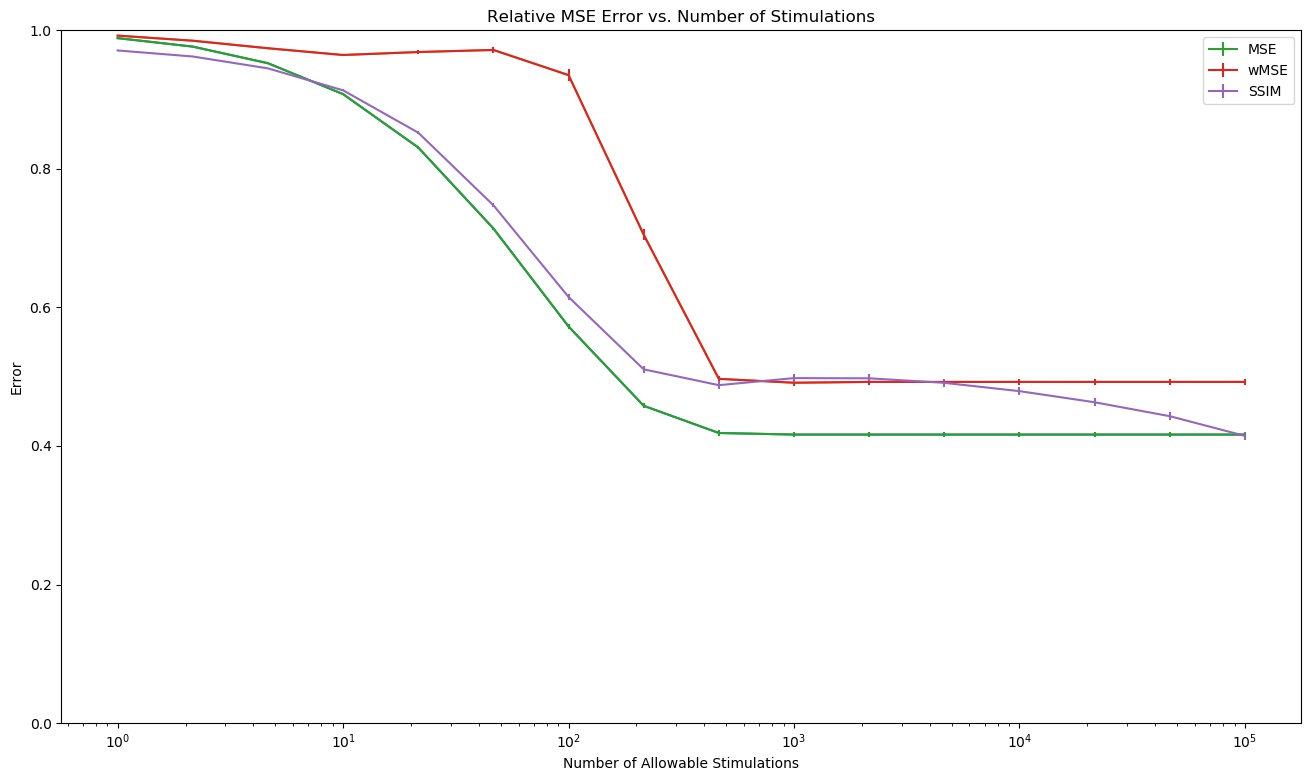 Relative MSE Error vs. Number of Stimulations
MSE
wMSE
SSIM
Error
1.0
0.8
0.6
0.4
0.2
0.0
10⁰
10¹
10²
10³
10⁴
10⁵
Number of Allowable Stimulations